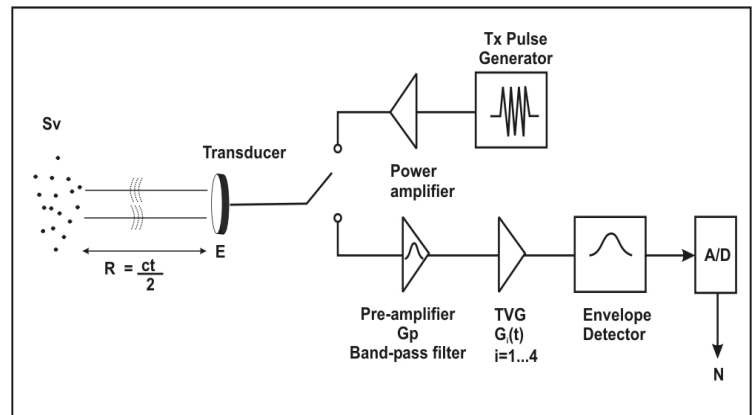 Tx Pulse
Generator
Sv
Transducer
Power
amplifier
E
R = ct
2
A/D
Pre-amplifier
Gp
Band-pass filter
TVG
Gi(t)
i=1...4
Envelope
Detector
N